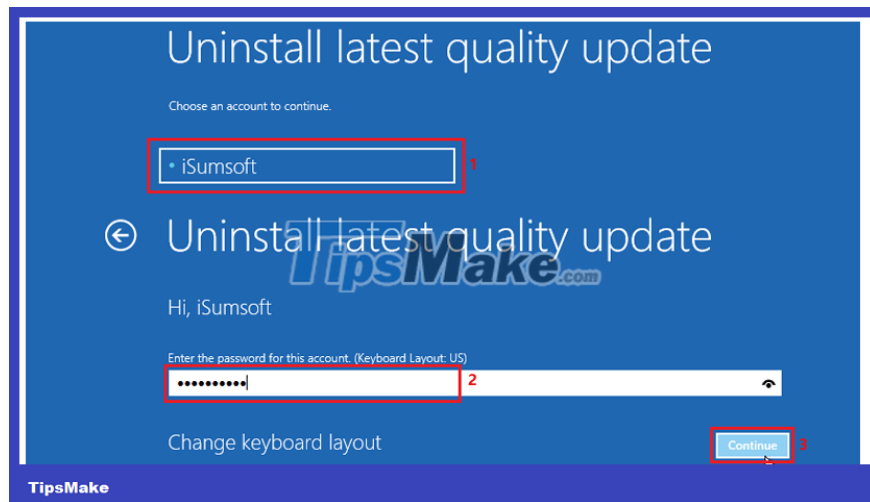 Uninstall latest quality update
Choose an account to continue.
• iSumsoft
1
Uninstall latest quality update
TipsMake.com
Hi, iSumsoft
Enter the password for this account. (Keyboard Layout: US)
••••••••••
2
Change keyboard layout
Continue
3
TipsMake